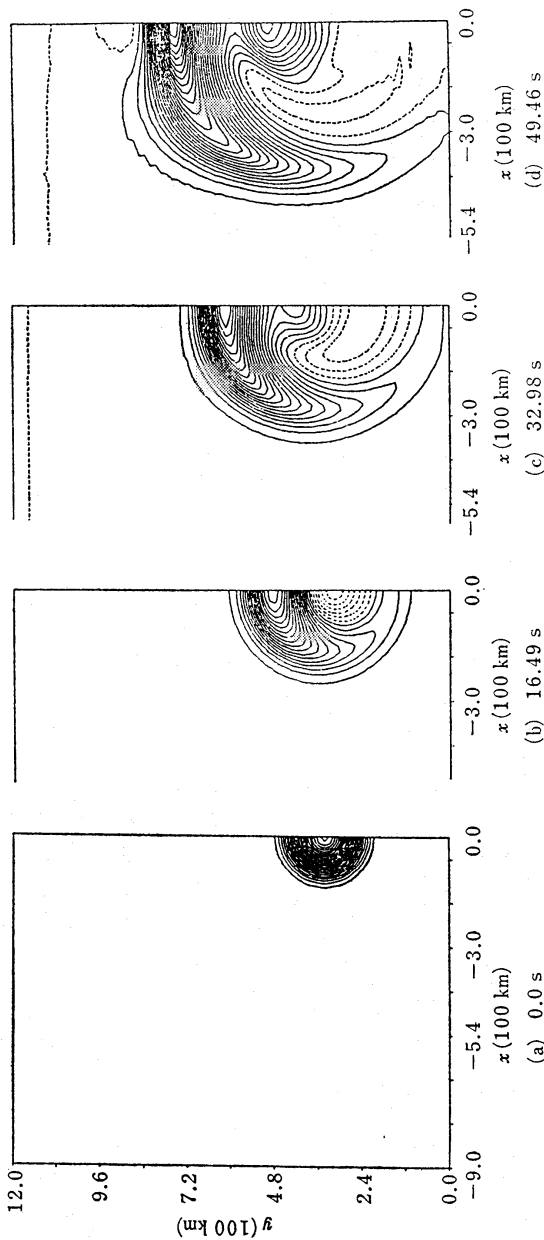 12.0
9.6
7.2
4.8
2.4
0.0
y (100 km)
−9.0 −5.4 −3.0 0.0
x (100 km)
(a) 0.0 s
−3.0 0.0
x (100 km)
(b) 16.49 s
−5.4 −3.0 0.0
x (100 km)
(c) 32.98 s
−5.4 −3.0 0.0
x (100 km)
(d) 49.46 s